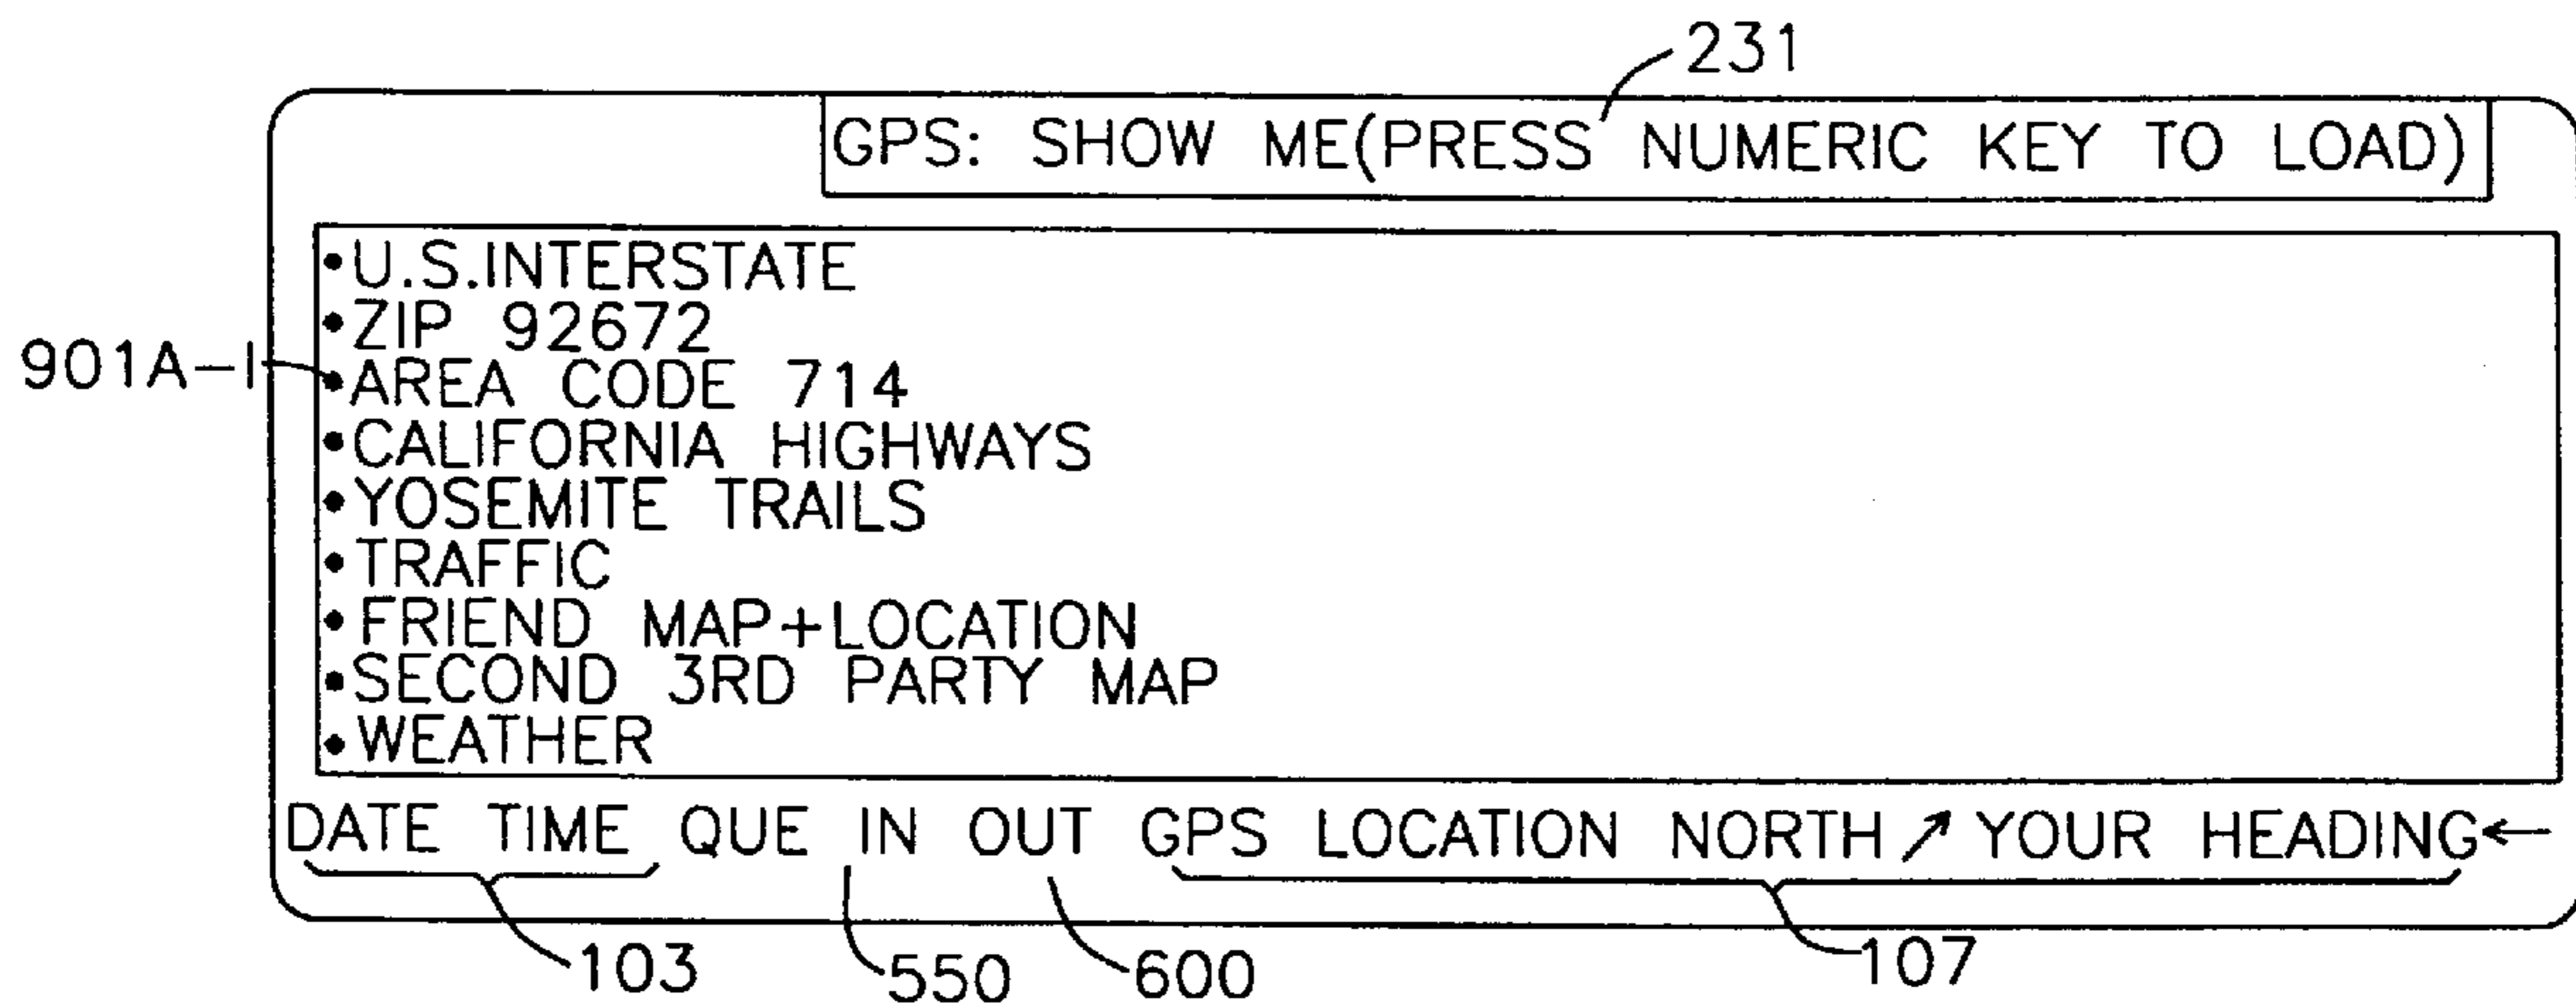 231
GPS: SHOW ME(PRESS NUMERIC KEY TO LOAD)
•U.S.INTERSTATE
•ZIP 92672
901A-I
•AREA CODE 714
•CALIFORNIA HIGHWAYS
•YOSEMITE TRAILS
•TRAFFIC
•FRIEND MAP+LOCATION
•SECOND 3RD PARTY MAP
•WEATHER
DATE TIME QUE IN OUT GPS LOCATION NORTH↗YOUR HEADING←
103 550 600 107